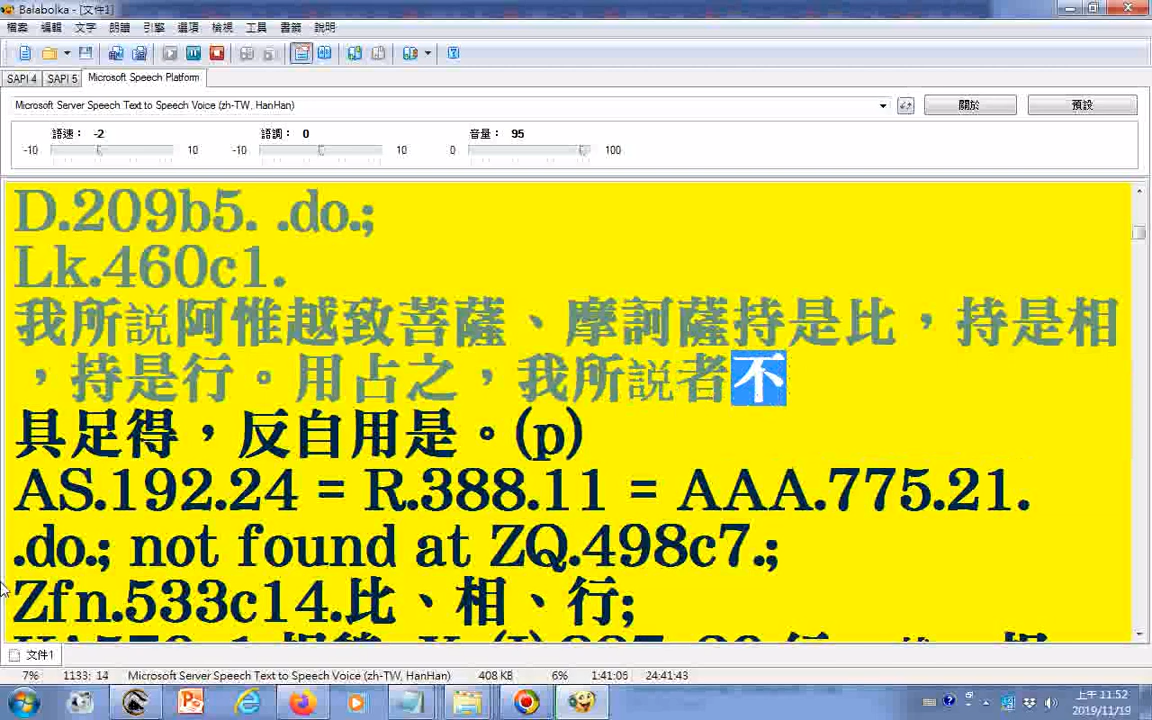 Balabolka - [文件1]
檔案 編輯 文字 朗讀 引擎 選項 檢視 工具 書籤 說明
SAPI 4 SAPI 5 Microsoft Speech Platform
Microsoft Server Speech Text to Speech Voice (zh-TW, HanHan) 關於 預設
語速： -2 語調： 0 音量： 95
-10 10 -10 10 0 100
D.209b5. .do.;
Lk.460c1.
我所説阿惟越致菩薩、摩訶薩持是比，持是相
，持是行。用占之，我所説者不
具足得，反自用是。(p)
AS.192.24 = R.388.11 = AAA.775.21.
.do.; not found at ZQ.498c7.;
Zfn.533c14.比、相、行;
文件1
7% 1133: 14 Microsoft Server Speech Text to Speech Voice (zh-TW, HanHan) 408 KB 6% 1:41:06 24:41:43
上午 11:52
2019/11/19